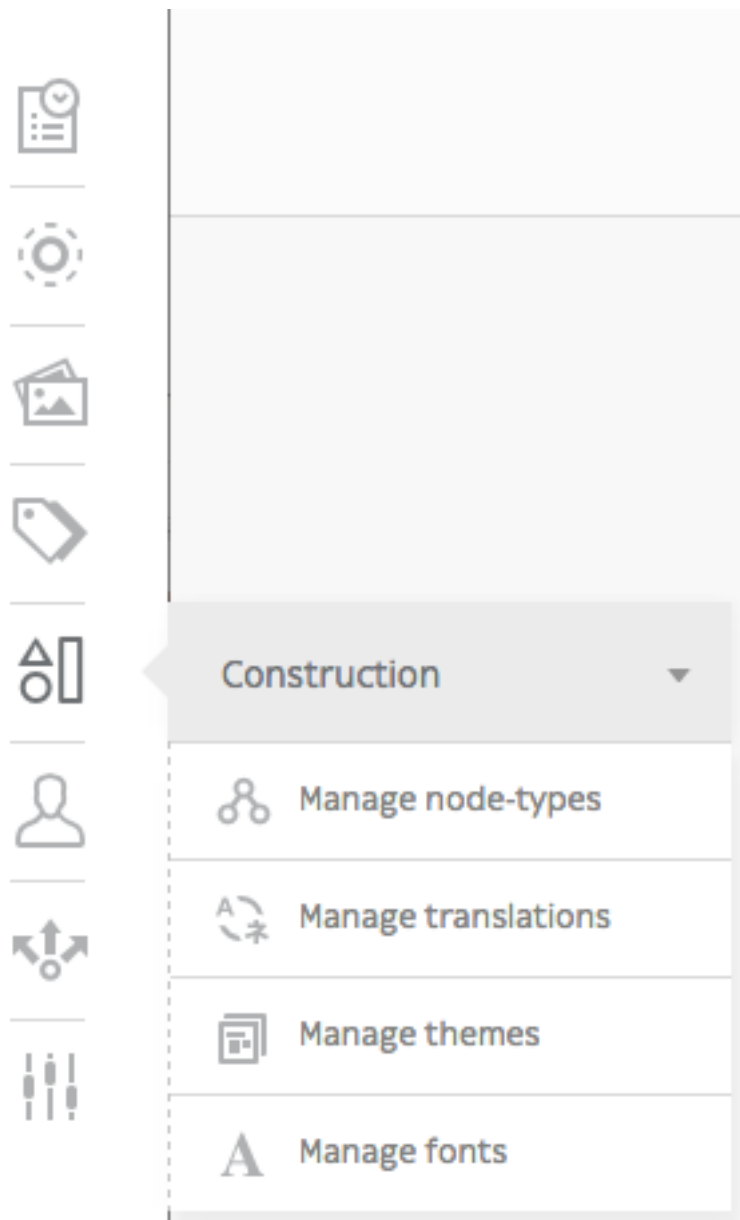 Construction
Manage node-types
Manage translations
Manage themes
Manage fonts